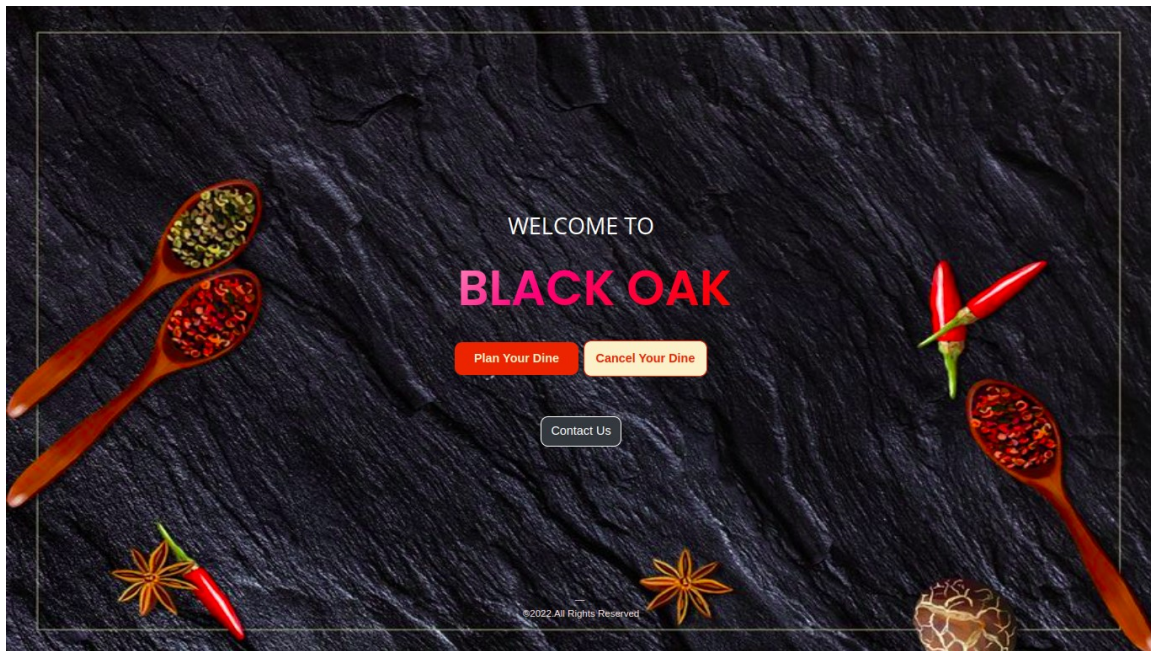 WELCOME TO
BLACK OAK
Plan Your Dine
Cancel Your Dine
Contact Us
©2022.All Rights Reserved